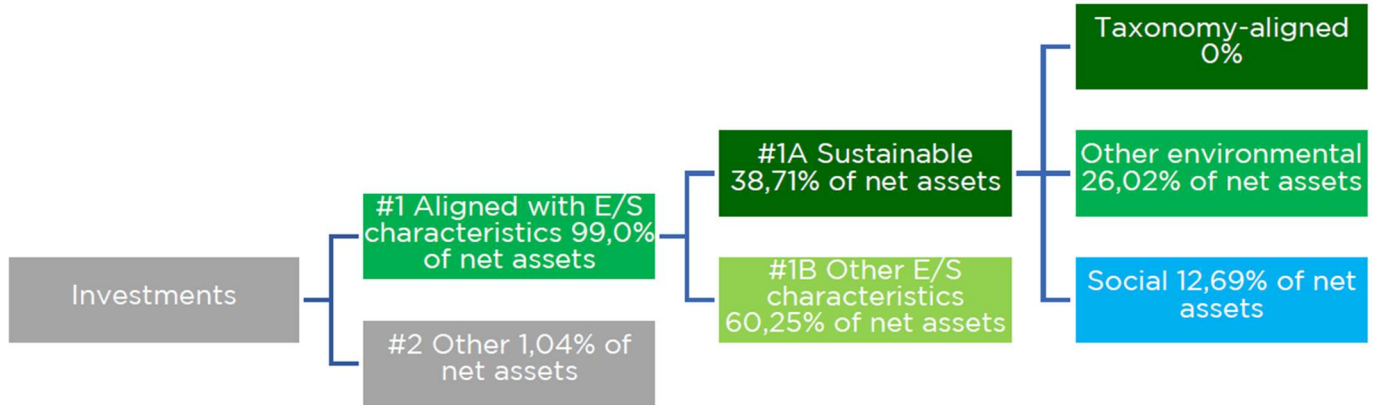 Investments
#1 Aligned with E/S
characteristics 99,0%
of net assets
#2 Other 1,04% of
net assets
#1A Sustainable
38,71% of net assets
#1B Other E/S
characteristics
60,25% of net assets
Taxonomy-aligned
0%
Other environmental
26,02% of net assets
Social 12,69% of net
assets